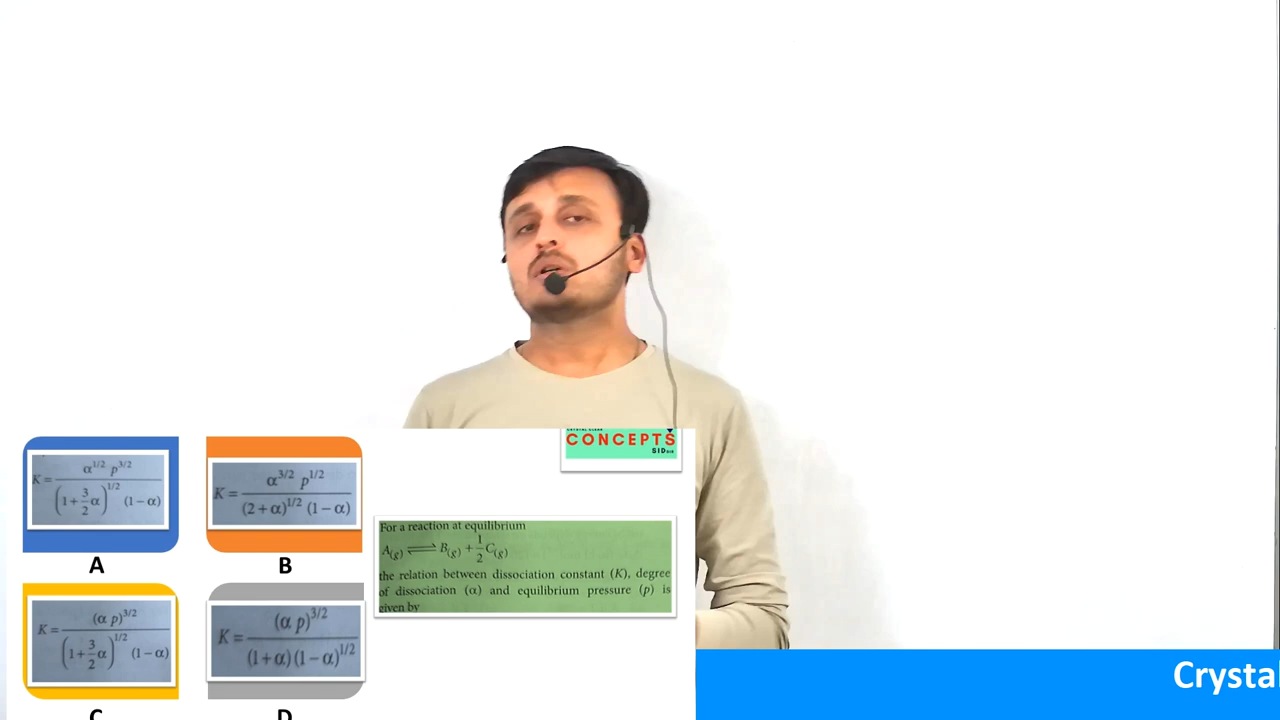 CONCEPTS
SID
K = α^{1/2} p^{3/2} / (1 + 3/2 α)^{1/2} (1 − α)
A
K = α^{3/2} p^{1/2} / (2 + α)^{1/2} (1 − α)
B
For a reaction at equilibrium
A(g) ⇌ B(g) + 1/2 C(g)
the relation between dissociation constant (K), degree
of dissociation (α) and equilibrium pressure (p) is
given by
K = (α p)^{3/2} / (1 + 3/2 α)^{1/2} (1 − α)
C
K = (α p)^{3/2} / (1 + α) (1 − α)^{1/2}
D
Crysta